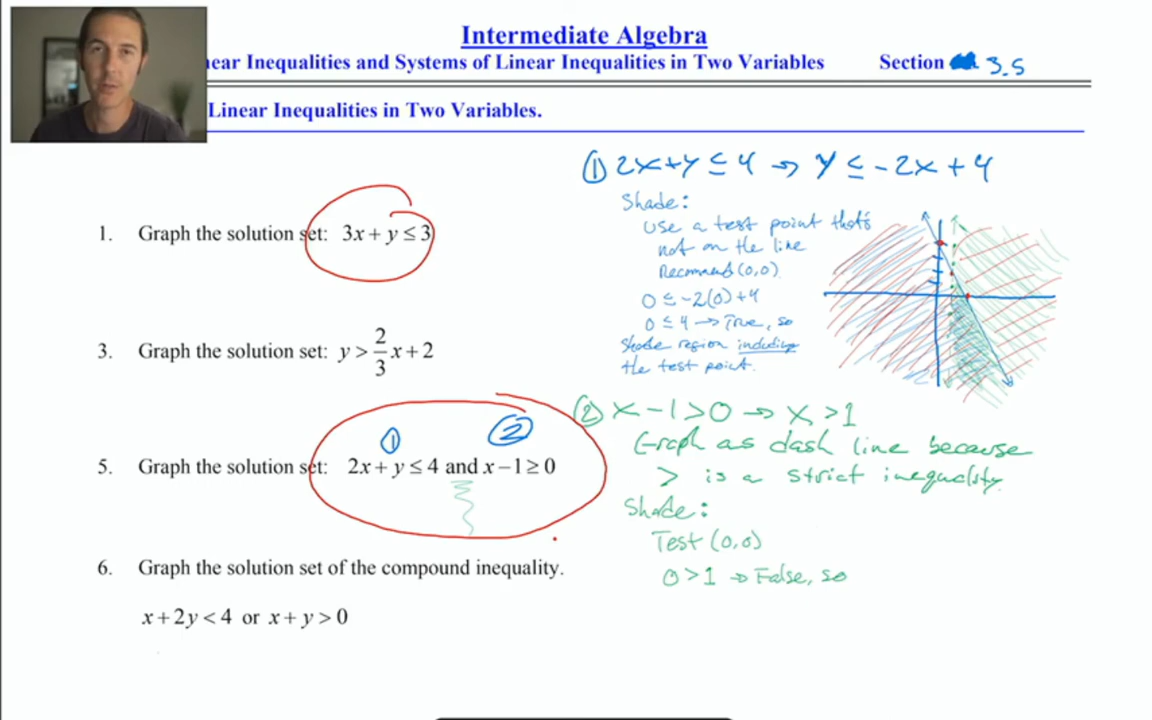 Intermediate Algebra
near Inequalities and Systems of Linear Inequalities in Two Variables Section 3.5
Linear Inequalities in Two Variables.
1. Graph the solution set: 3x + y ≤ 3
3. Graph the solution set: y > 2/3 x + 2
① ②
5. Graph the solution set: 2x + y ≤ 4 and x − 1 ≥ 0
6. Graph the solution set of the compound inequality.
x + 2y < 4 or x + y > 0
① 2x+y ≤ 4 → y ≤ -2x + 4
Shade:
Use a test point that's
not on the line
Recommend (0,0)
0 ≤ -2(0)+4
0 ≤ 4 → True, so
Shade region including
the test point.
② x - 1 > 0 → x > 1
Graph as dash line because
> is a strict inequality.
Shade:
Test (0,0)
0 > 1 → False, so